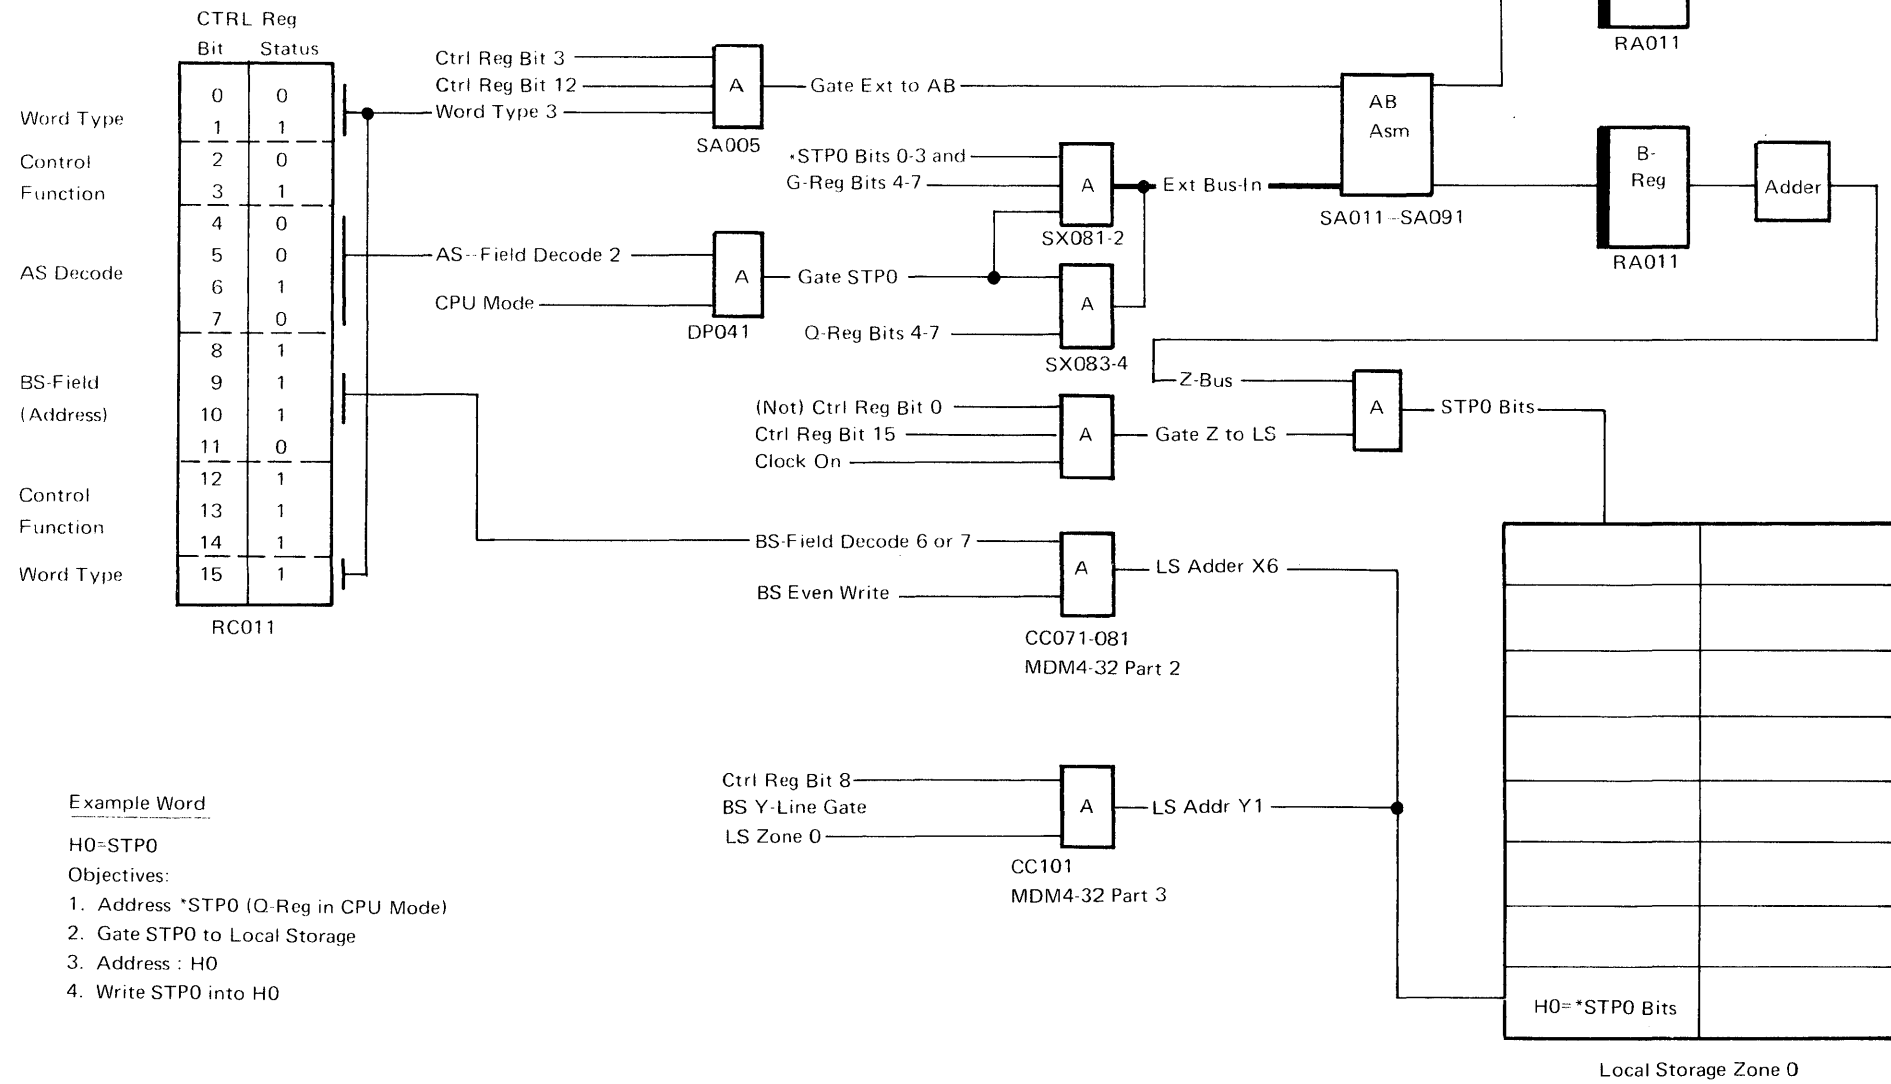 CTRL Reg
Bit Status
Word Type
0 0
1 1
Control
Function
2 0
3 1
AS Decode
4 0
5 0
6 1
7 0
BS-Field
(Address)
8 1
9 1
10 1
11 0
Control
Function
12 1
13 1
14 1
Word Type
15 1
RC011
Ctrl Reg Bit 3
Ctrl Reg Bit 12
Word Type 3
A
SA005
Gate Ext to AB
*STP0 Bits 0-3 and
G-Reg Bits 4-7
A
SX081-2
Ext Bus-In
AS--Field Decode 2
CPU Mode
A
DP041
Gate STP0
Q-Reg Bits 4-7
A
SX083-4
AB
Asm
SA011--SA091
RA011
B-
Reg
RA011
Adder
Z-Bus
(Not) Ctrl Reg Bit 0
Ctrl Reg Bit 15
Clock On
A
Gate Z to LS
A
STP0 Bits
BS-Field Decode 6 or 7
BS Even Write
A
LS Adder X6
CC071-081
MDM4-32 Part 2
Ctrl Reg Bit 8
BS Y-Line Gate
LS Zone 0
A
LS Addr Y1
CC101
MDM4-32 Part 3
H0=*STP0 Bits
Local Storage Zone 0
Example Word
H0=STP0
Objectives:
1. Address *STP0 (Q-Reg in CPU Mode)
2. Gate STP0 to Local Storage
3. Address : H0
4. Write STP0 into H0